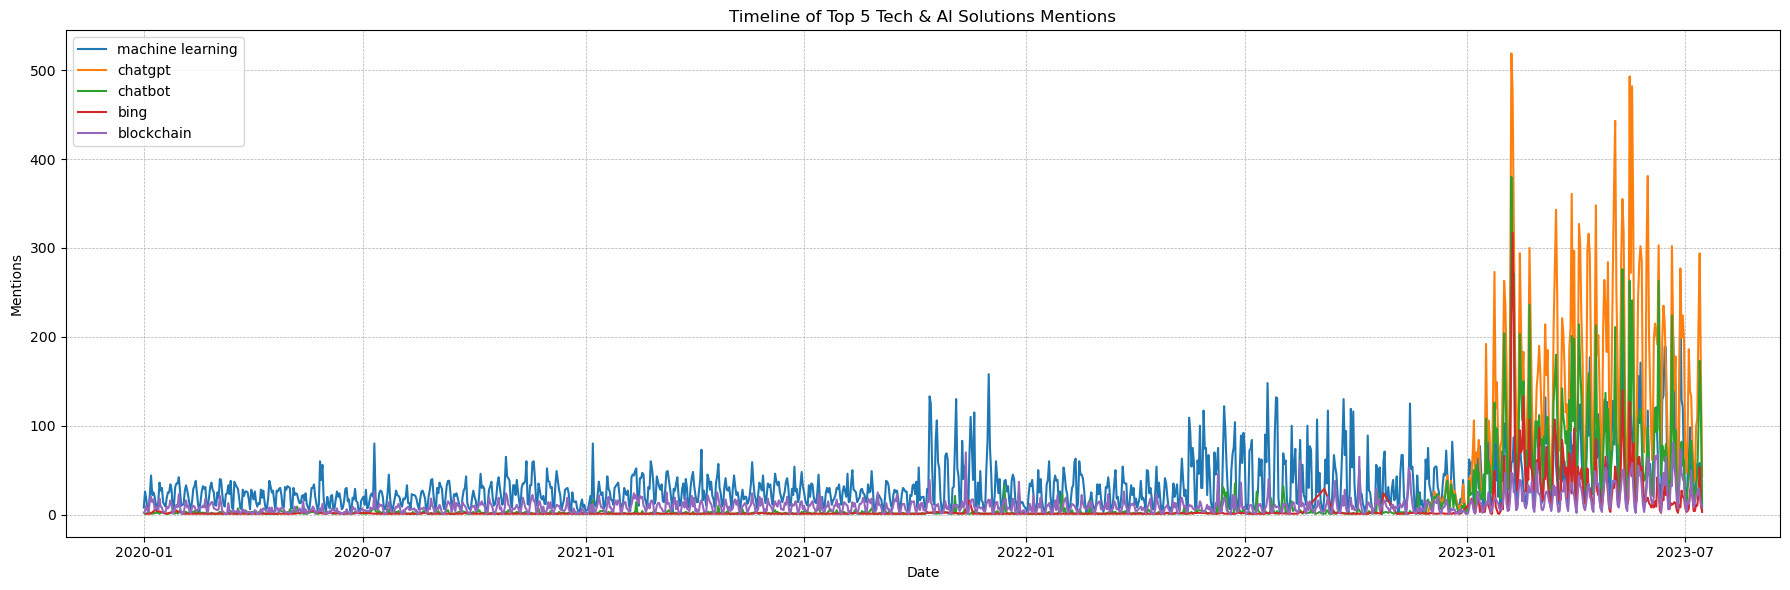 Timeline of Top 5 Tech & AI Solutions Mentions
machine learning
chatgpt
chatbot
bing
blockchain
Mentions
500
400
300
200
100
0
2020-01
2020-07
2021-01
2021-07
2022-01
2022-07
2023-01
2023-07
Date